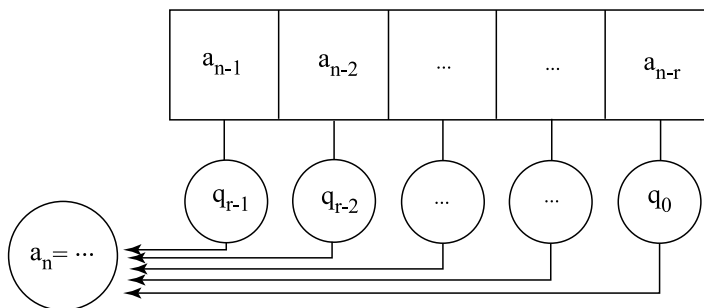 a_{n-1} a_{n-2} ... ... a_{n-r}
q_{r-1} q_{r-2} ... ... q_0
a_n = ...